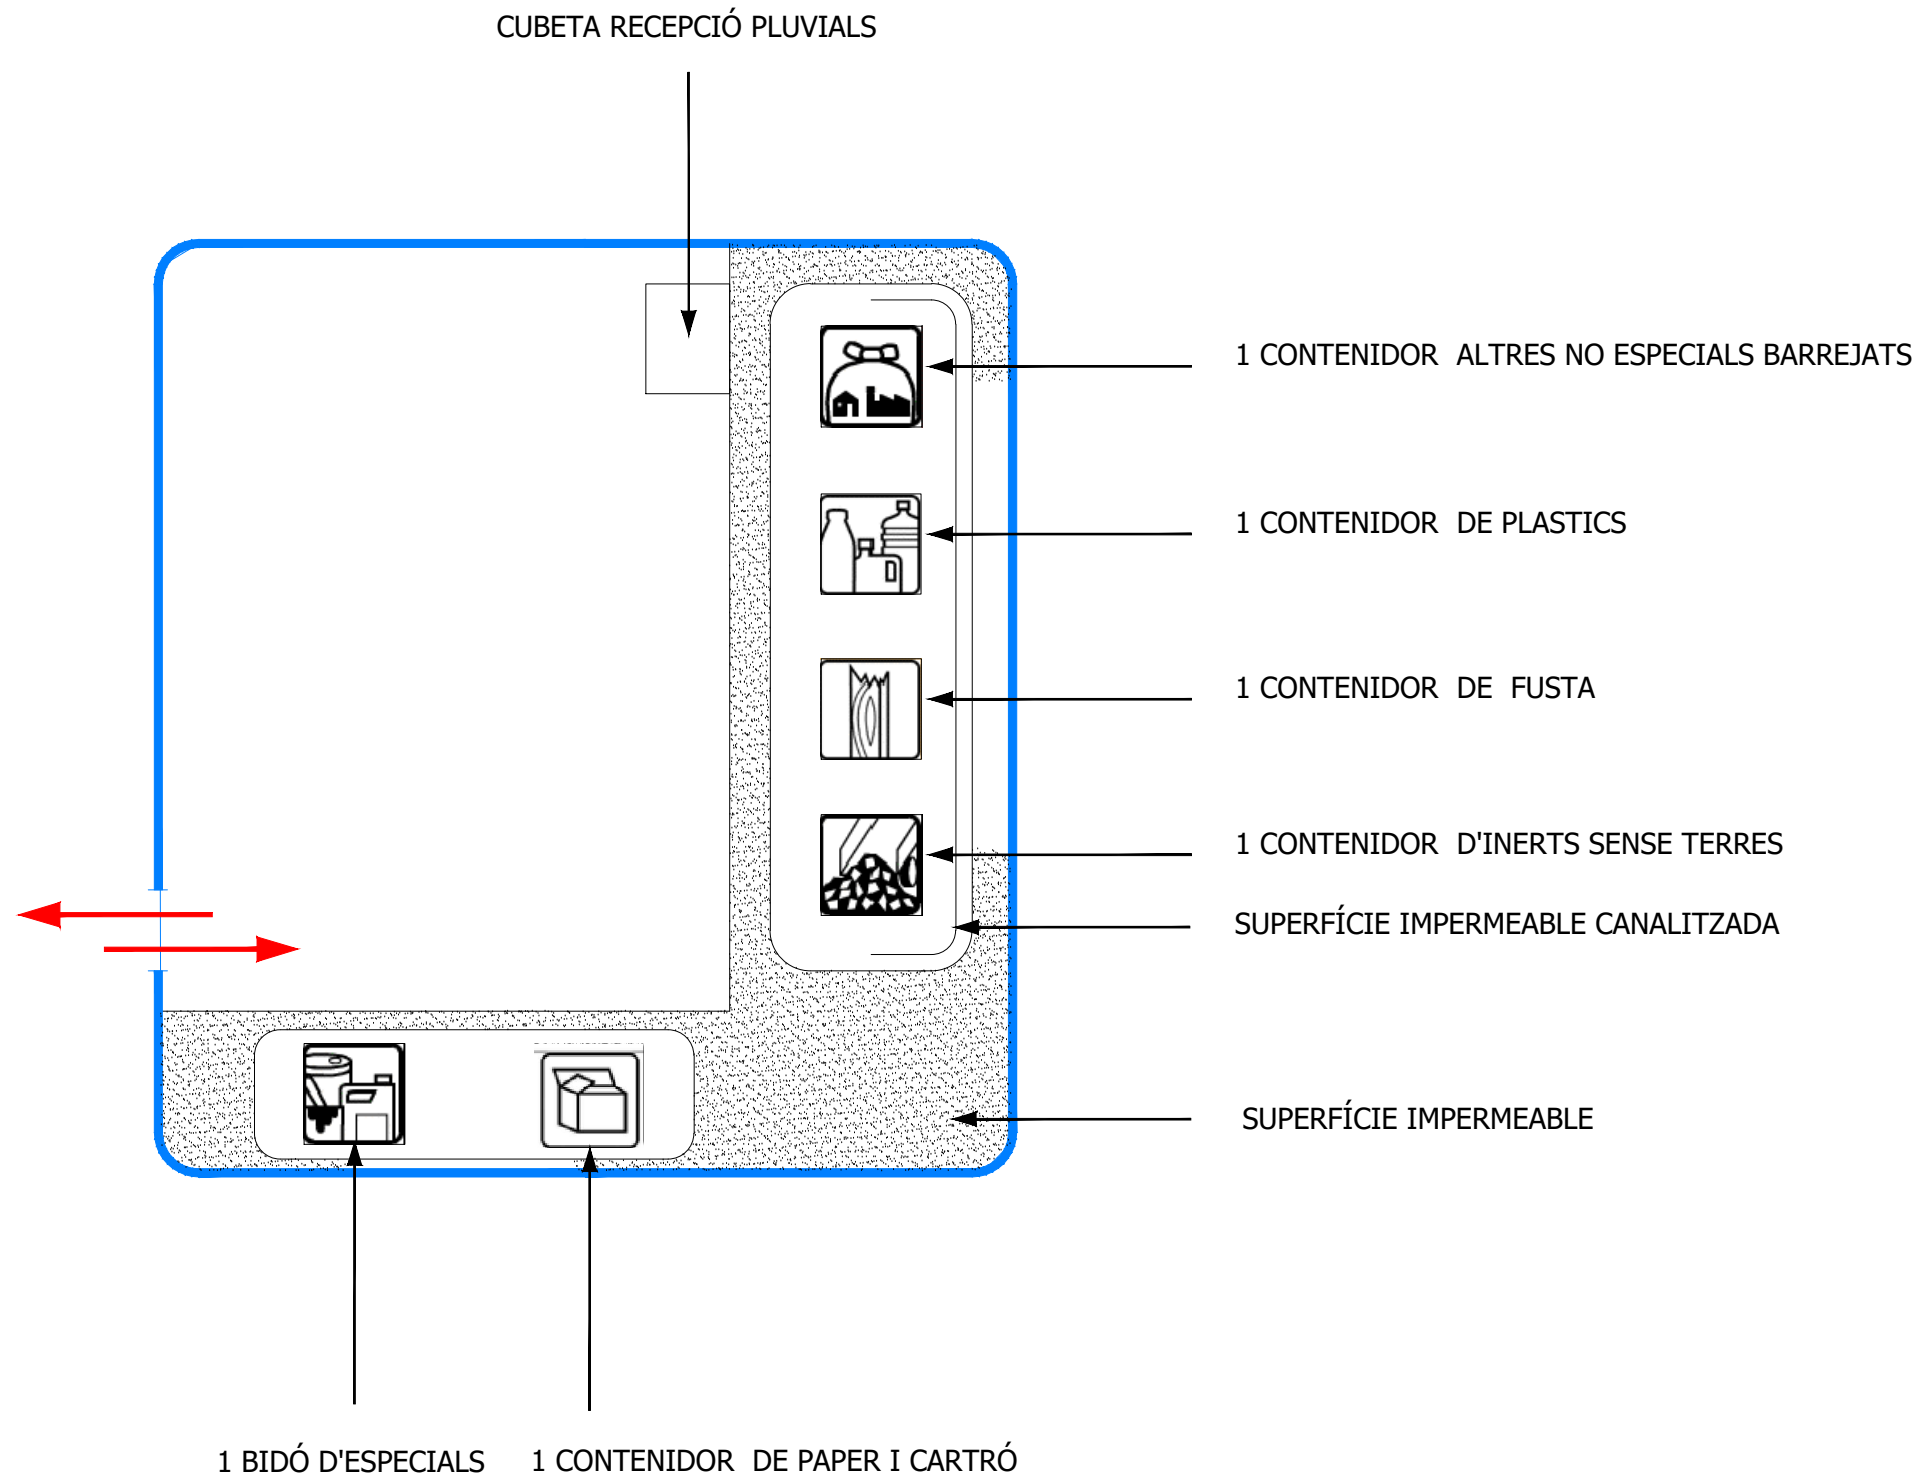 CUBETA RECEPCIÓ PLUVIALS
1 CONTENIDOR ALTRES NO ESPECIALS BARREJATS
1 CONTENIDOR DE PLASTICS
1 CONTENIDOR DE FUSTA
1 CONTENIDOR D'INERTS SENSE TERRES
SUPERFÍCIE IMPERMEABLE CANALITZADA
SUPERFÍCIE IMPERMEABLE
1 BIDÓ D'ESPECIALS
1 CONTENIDOR DE PAPER I CARTRÓ